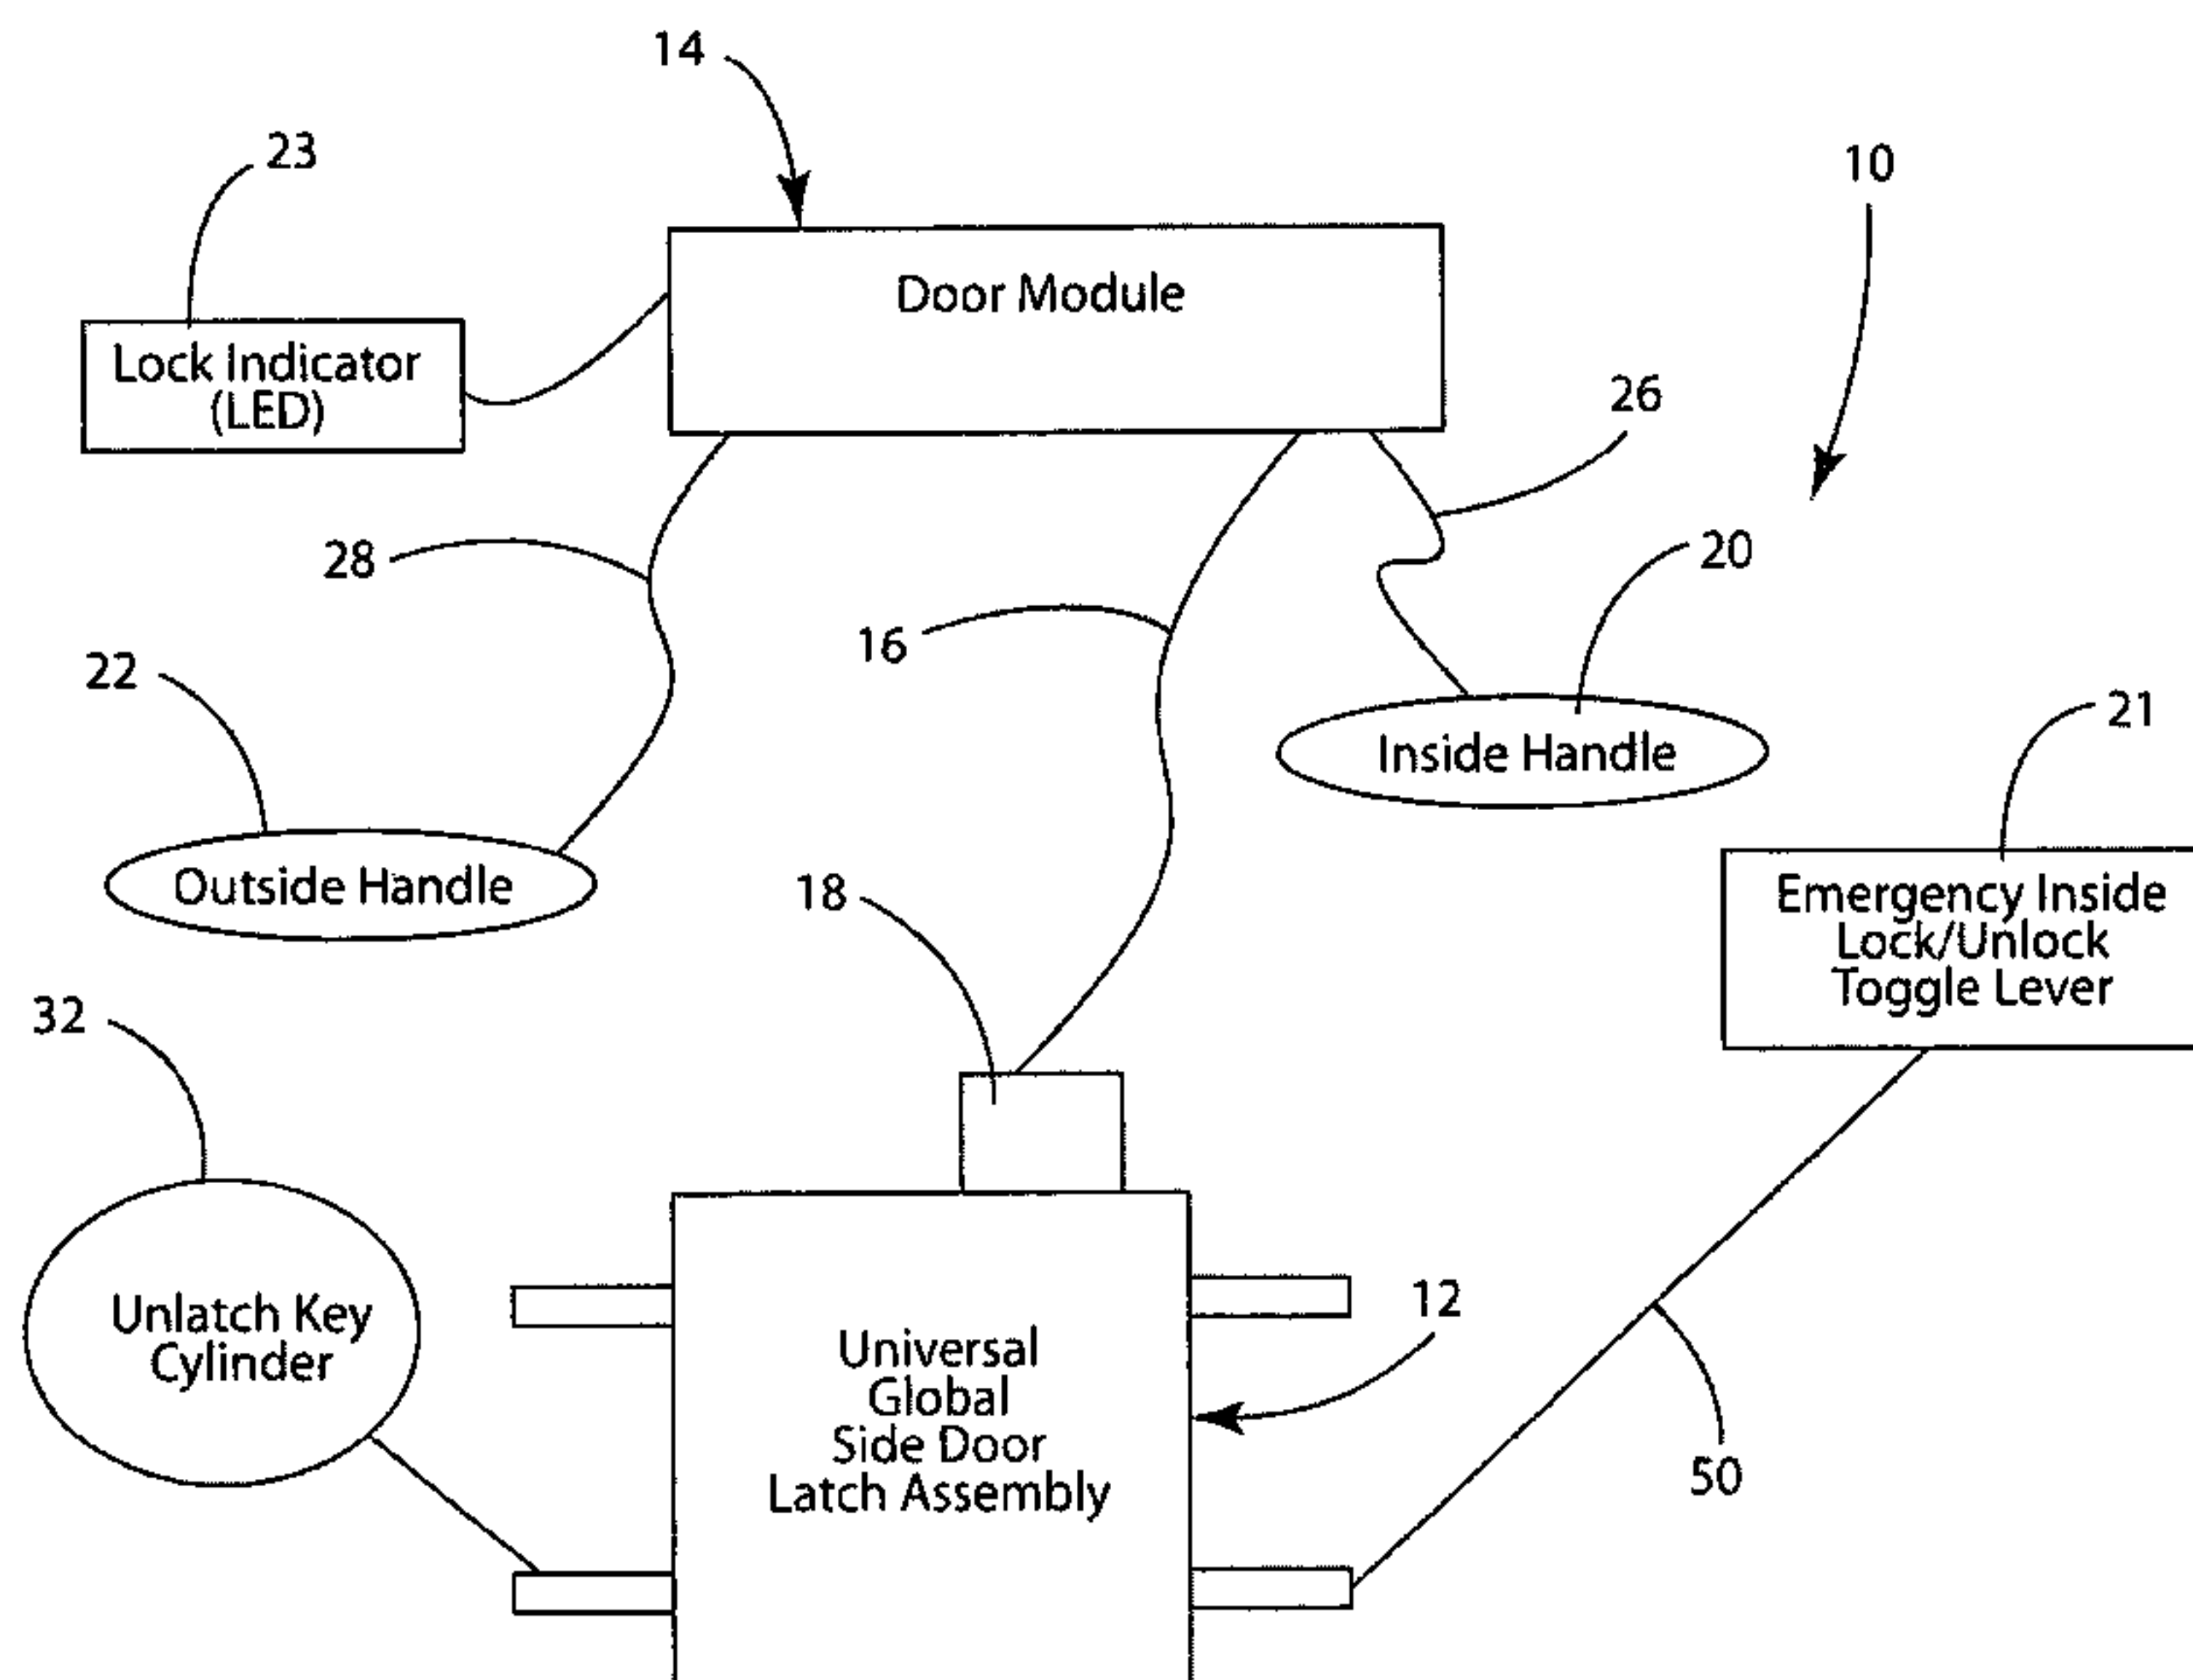 14
23
10
Door Module
Lock Indicator
(LED)
26
28
20
16
22
21
Inside Handle
Outside Handle
18
Emergency Inside
Lock/Unlock
Toggle Lever
32
12
Unlatch Key
Cylinder
Universal
Global
Side Door
Latch Assembly
50